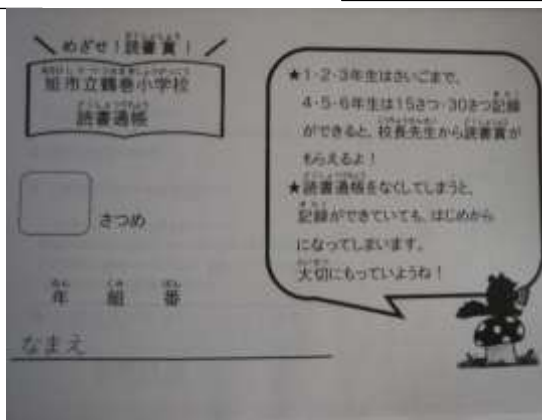 めざせ!読書賞!
旭市立鶴巻小学校
読書通帳
さつめ
年 組 番
なまえ
★1・2・3年生はさいごまで、
4・5・6年生は15さつ・30さつ記録
ができると、校長先生から読書賞が
もらえるよ!
★読書通帳をなくしてしまうと、
記録ができていても、はじめから
になってしまいます。
大切にもっていようね!